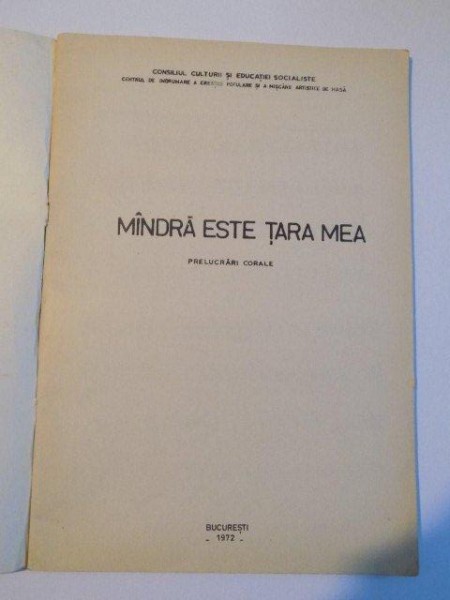 CONSILIUL CULTURII ȘI EDUCAȚIEI SOCIALISTE
CENTRUL DE ÎNDRUMARE A CREAȚIEI POPULARE ȘI A MIȘCĂRII ARTISTICE DE MASĂ
MÎNDRĂ ESTE ȚARA MEA
PRELUCRĂRI CORALE
BUCUREȘTI
- 1972 -